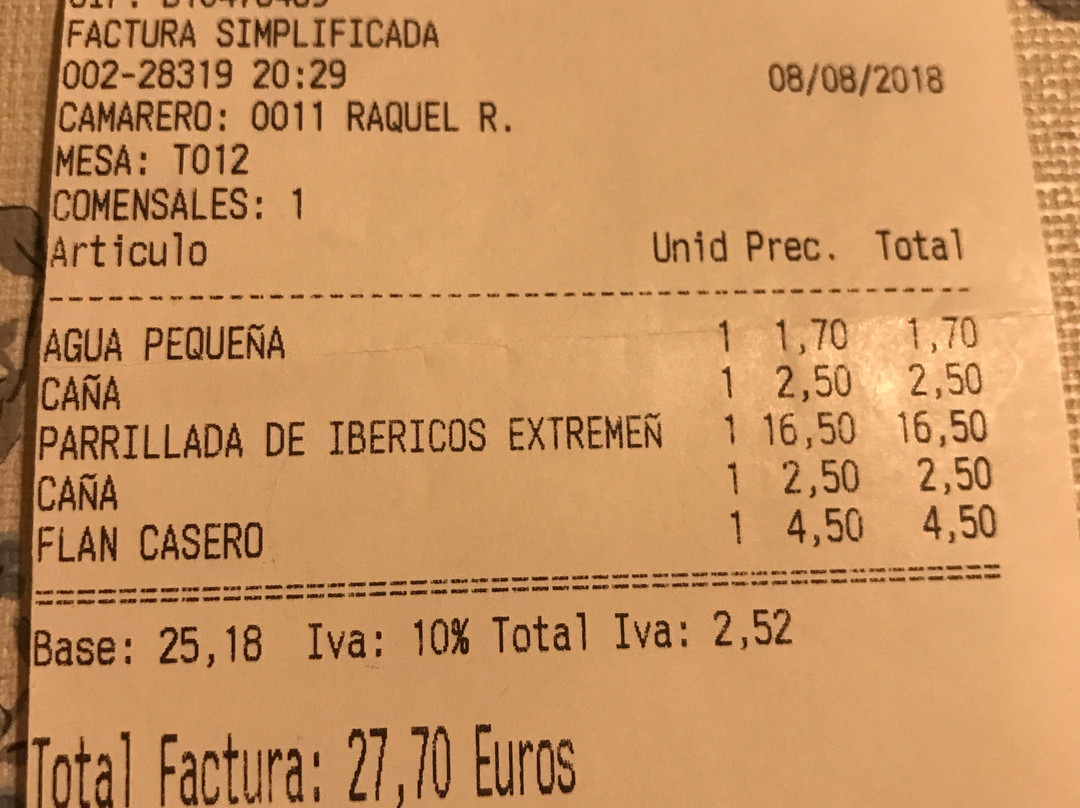 FACTURA SIMPLIFICADA
002-28319 20:29 08/08/2018
CAMARERO: 0011 RAQUEL R.
MESA: T012
COMENSALES: 1
Articulo Unid Prec. Total
AGUA PEQUEÑA 1 1,70 1,70
CAÑA 1 2,50 2,50
PARRILLADA DE IBERICOS EXTREMEÑ 1 16,50 16,50
CAÑA 1 2,50 2,50
FLAN CASERO 1 4,50 4,50
Base: 25,18 Iva: 10% Total Iva: 2,52
Total Factura: 27,70 Euros